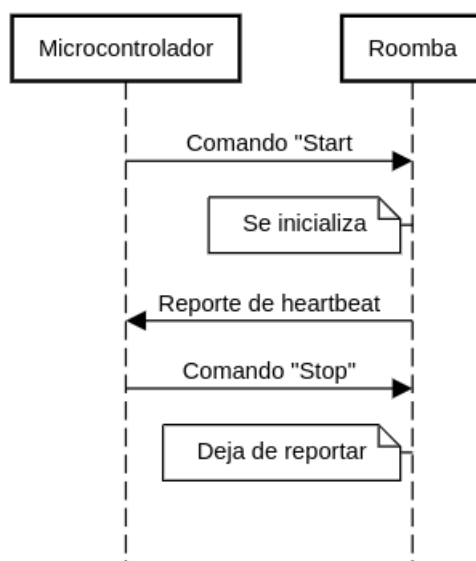 Microcontrolador
Roomba
Comando "Start
Se inicializa
Reporte de heartbeat
Comando "Stop"
Deja de reportar